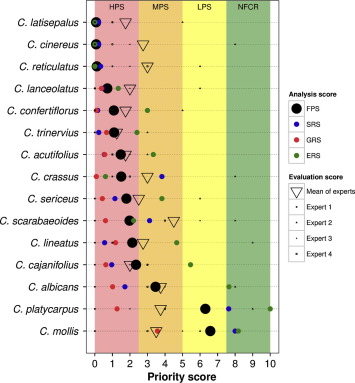 HPS MPS LPS NFCR
C. latisepalus
C. cinereus
C. reticulatus
C. lanceolatus
C. confertiflorus
C. trinervius
C. acutifolius
C. crassus
C. sericeus
C. scarabaeoides
C. lineatus
C. cajanifolius
C. albicans
C. platycarpus
C. mollis
0 1 2 3 4 5 6 7 8 9 10
Priority score
Analysis score
FPS
SRS
GRS
ERS
Evaluation score
Mean of experts
Expert 1
Expert 2
Expert 3
Expert 4